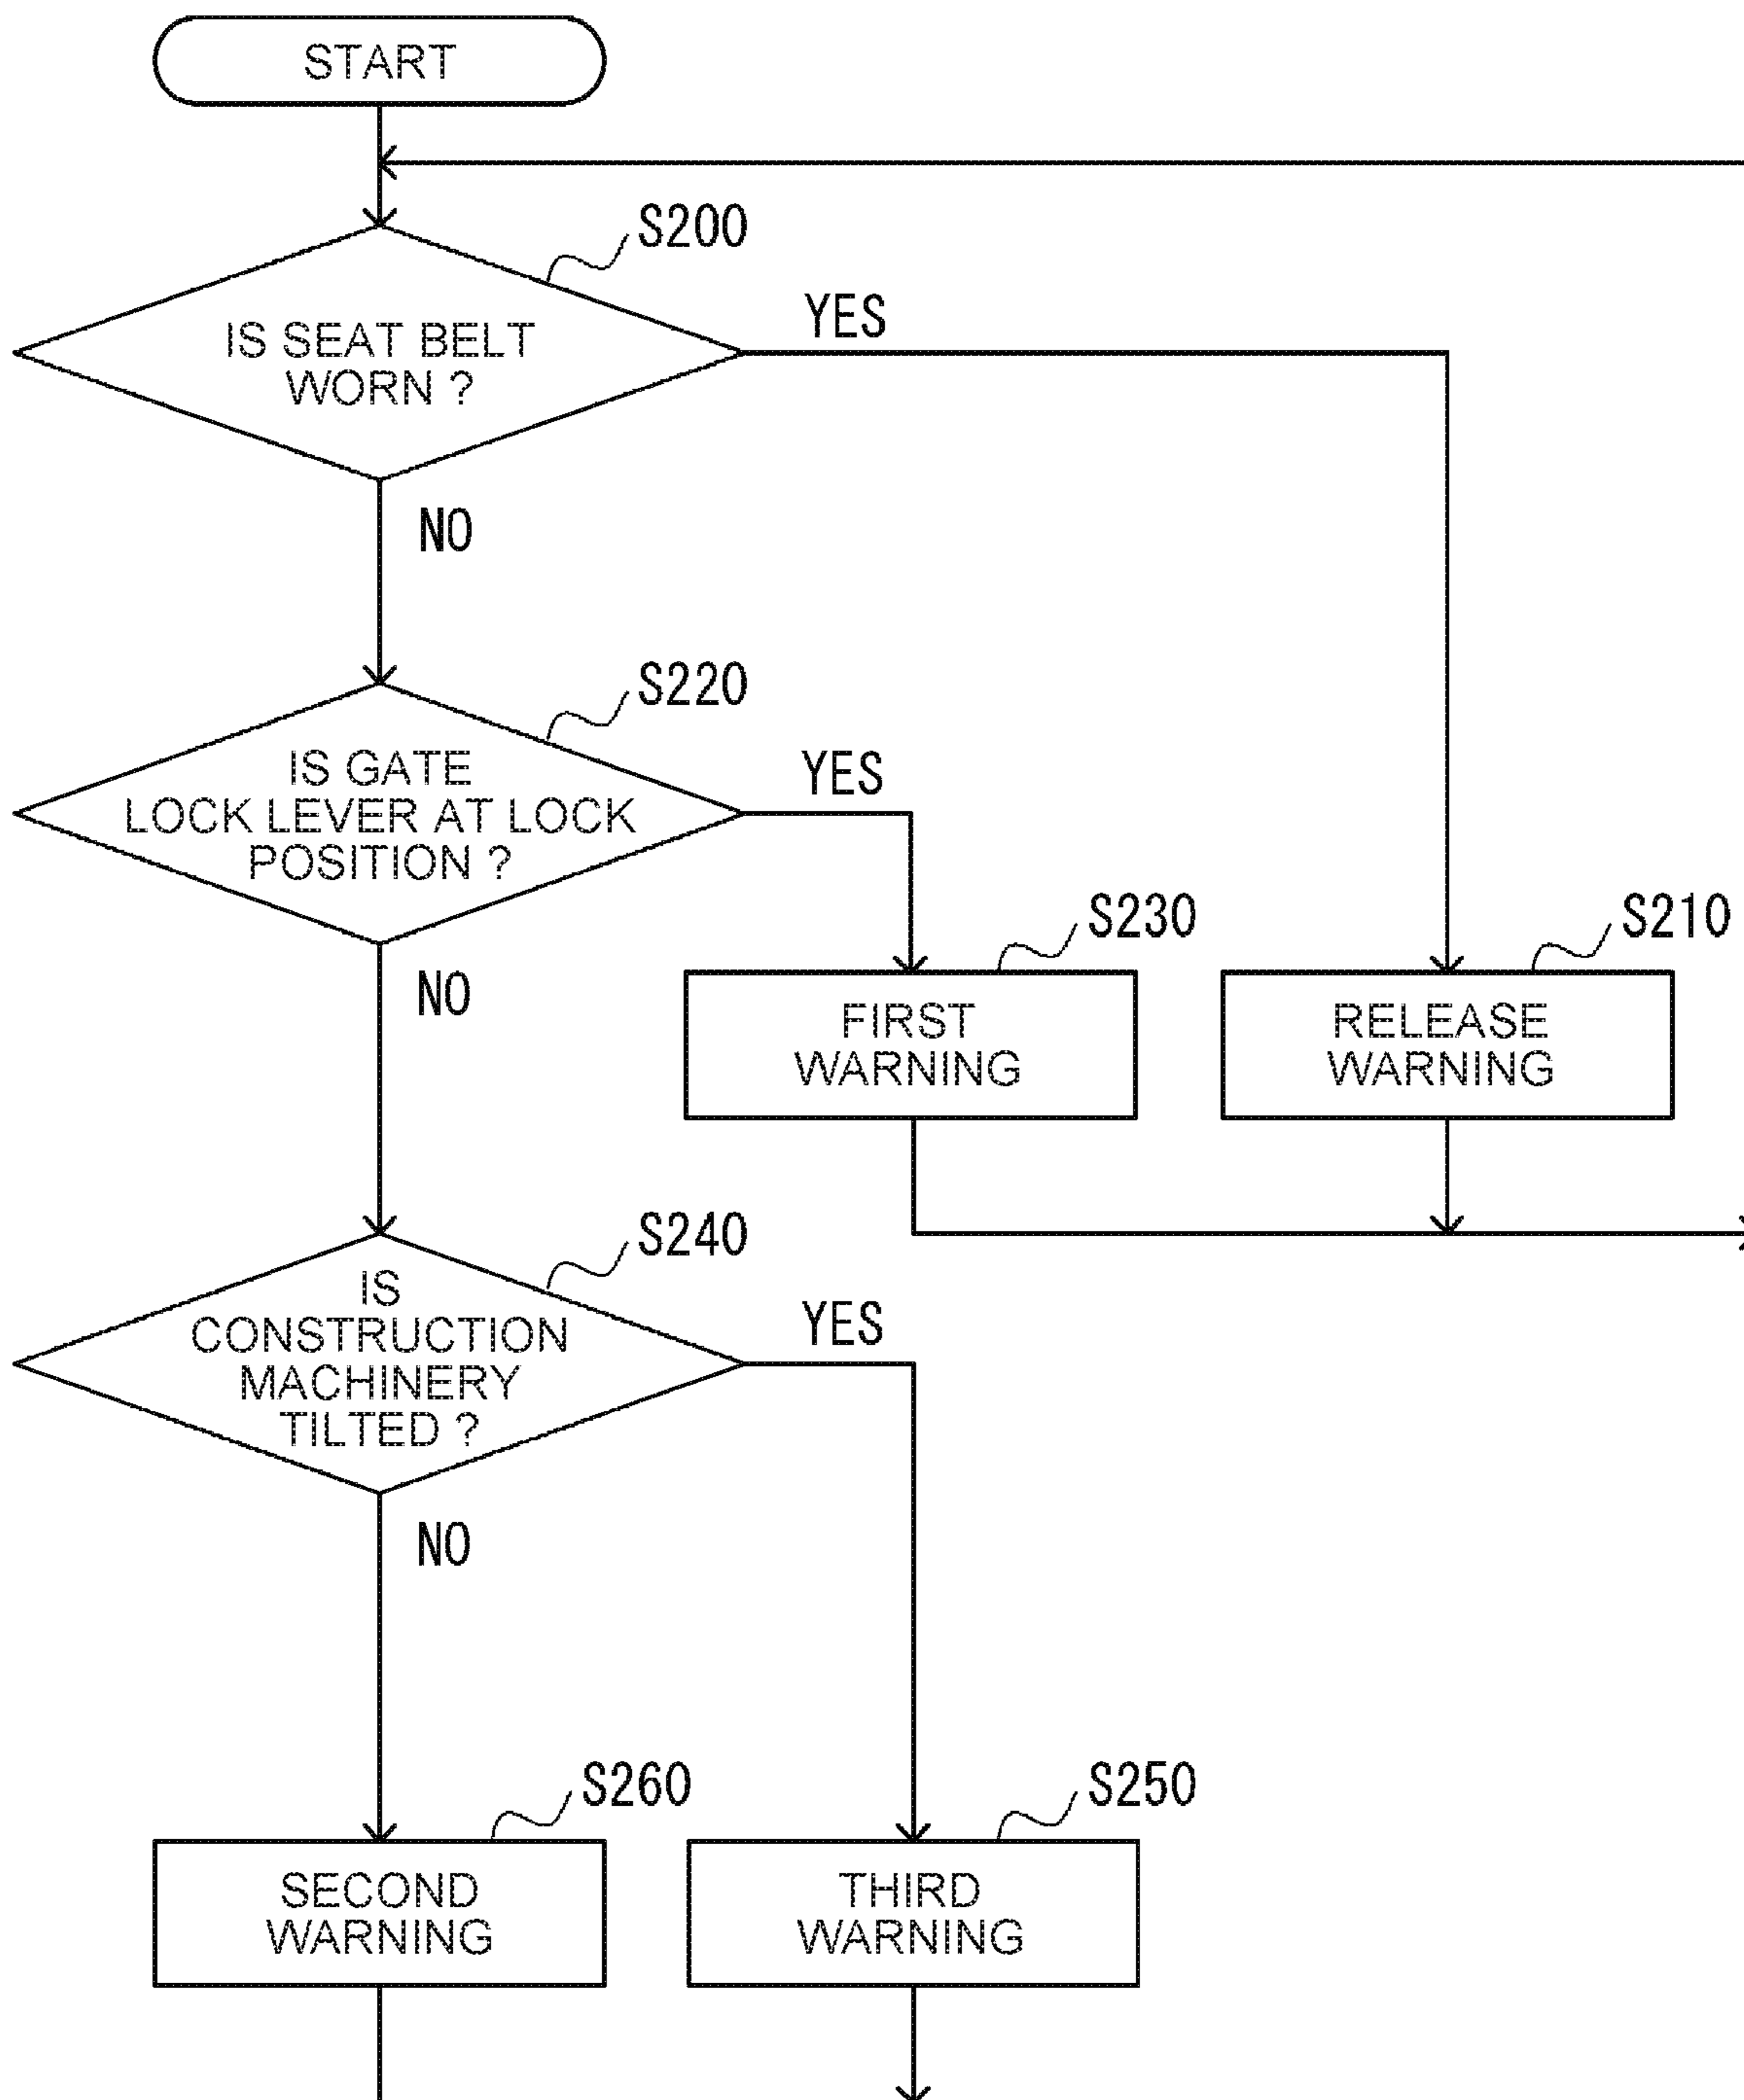 START
S200
IS SEAT BELT
WORN ?
YES
NO
S220
IS GATE
LOCK LEVER AT LOCK
POSITION ?
YES
NO
S230
FIRST
WARNING
S210
RELEASE
WARNING
S240
IS
CONSTRUCTION
MACHINERY
TILTED ?
YES
NO
S260
SECOND
WARNING
S250
THIRD
WARNING